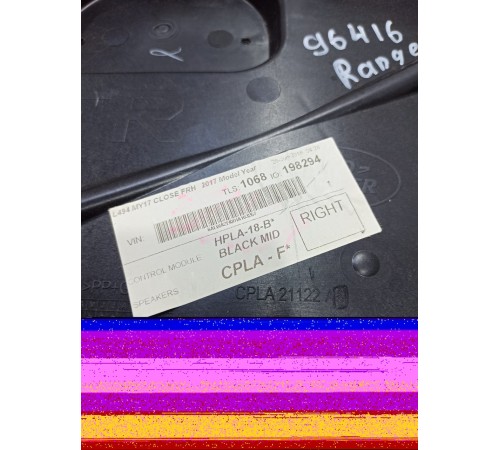 96416
Range
L494 MY17 CLOSE FRH 2017 Model Year
TLS 1068 ID 198294
VIN:
HPLA-18-B*
CONTROL MODULE BLACK MID
SPEAKERS CPLA - F*
RIGHT
CPLA 21122 /